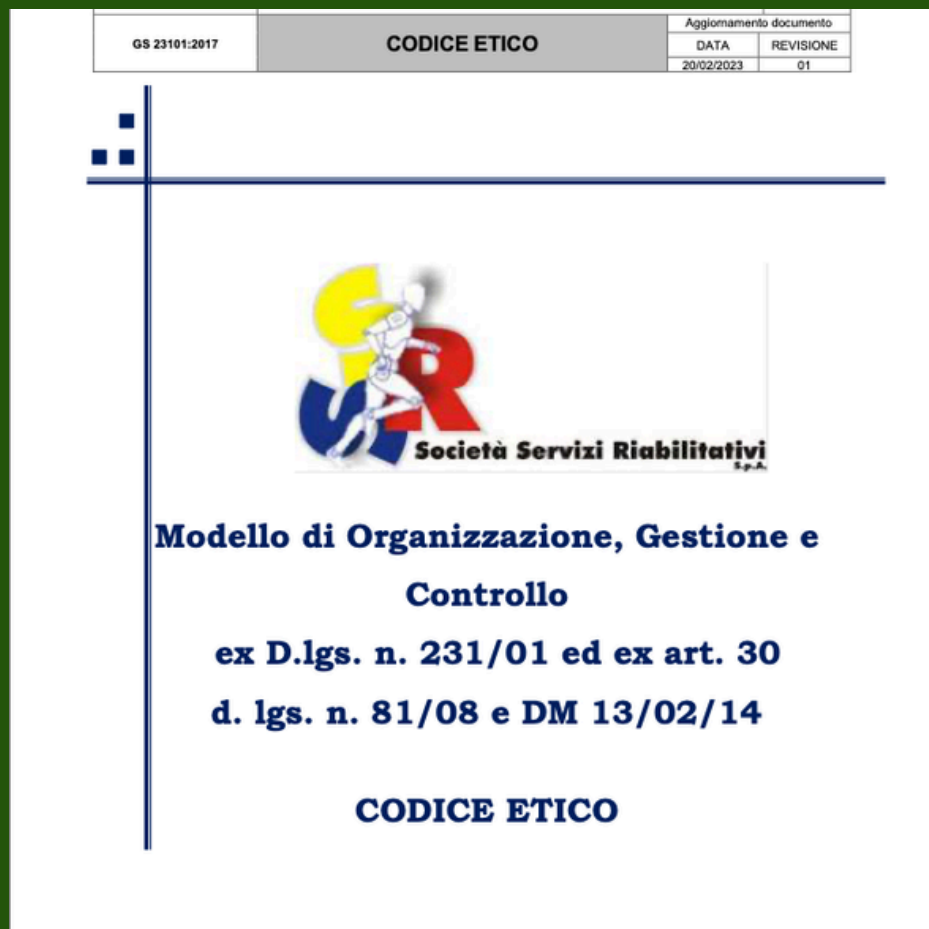 Aggiornamento documento
GS 23101:2017 CODICE ETICO DATA REVISIONE
20/02/2023 01
SSR
Società Servizi Riabilitativi
S.p.A.
Modello di Organizzazione, Gestione e
Controllo
ex D.lgs. n. 231/01 ed ex art. 30
d. lgs. n. 81/08 e DM 13/02/14
CODICE ETICO